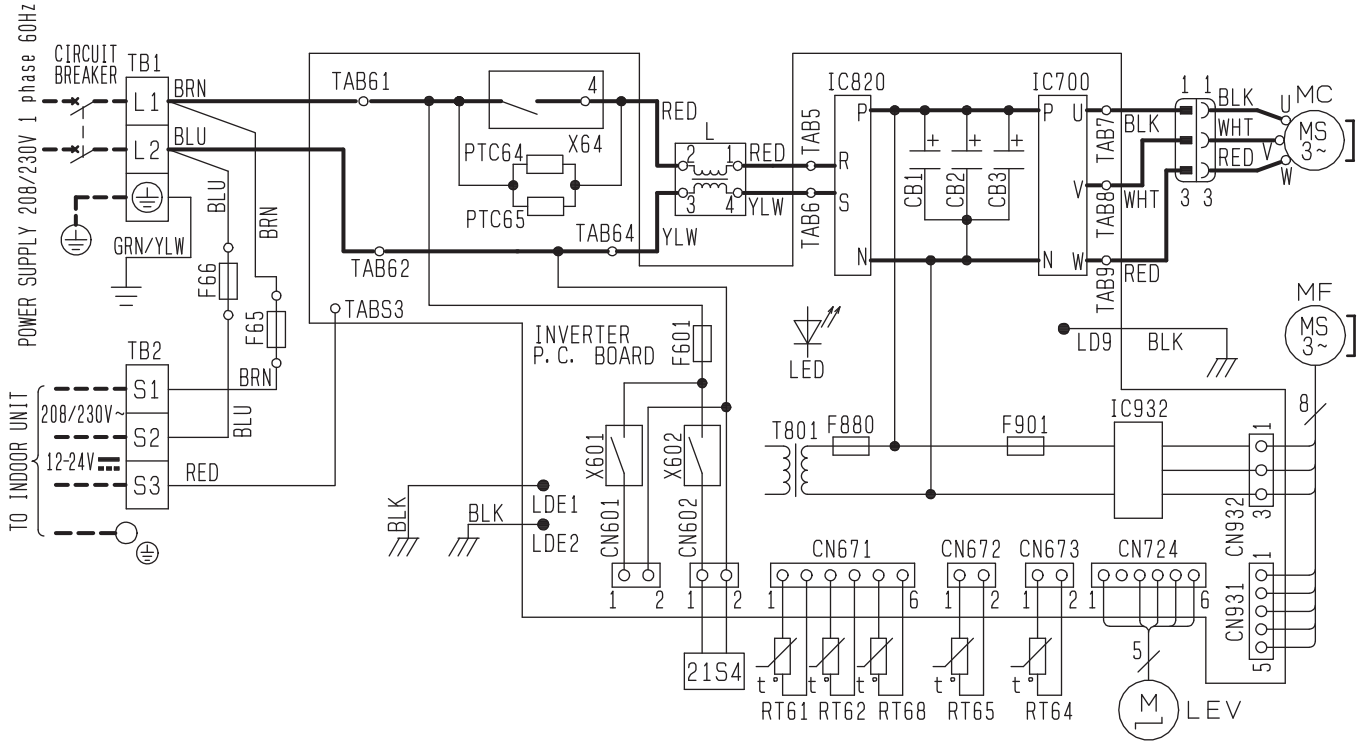 POWER SUPPLY 208/230V 1 phase 60Hz
CIRCUIT
BREAKER
TB1
L1
L2
BRN
BLU
GRN/YLW
BLU
BRN
F66
F65
TAB61
TAB62
TABS3
4
X64
PTC64
PTC65
TAB64
RED
YLW
L
2
1
3
4
RED
YLW
TAB5
TAB6
IC820
P
R
S
N
+
+
+
CB1
CB2
CB3
IC700
P
U
V
N
W
TAB7
TAB8
TAB9
BLK
WHT
RED
1
1
3
3
BLK
WHT
RED
U
V
W
MC
MS
3~
MF
MS
3~
8
TB2
S1
S2
S3
BRN
BLU
RED
TO INDOOR UNIT
208/230V~
12-24V
INVERTER
P.C. BOARD
F601
LED
LD9
BLK
T801
F880
F901
IC932
1
3
CN932
X601
X602
BLK
BLK
LDE1
LDE2
CN601
CN602
1
2
1
2
21S4
CN671
1
6
CN672
1
2
CN673
1
2
CN724
1
6
CN931
1
5
t°
t°
t°
t°
t°
RT61
RT62
RT68
RT65
RT64
5
M
LEV